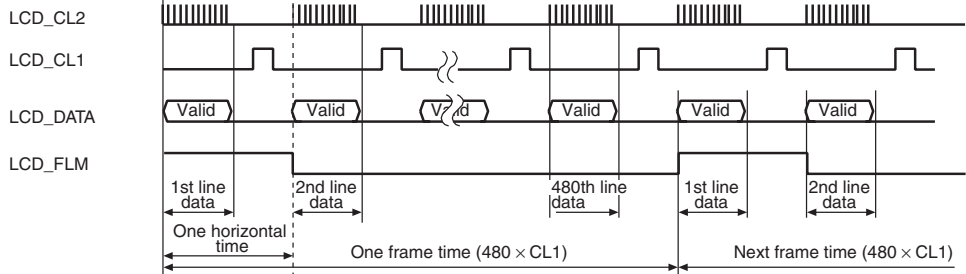 LCD_CL2
LCD_CL1
LCD_DATA
Valid
Valid
Valid
Valid
Valid
Valid
LCD_FLM
1st line
data
2nd line
data
480th line
data
1st line
data
2nd line
data
One horizontal
time
One frame time (480 × CL1)
Next frame time (480 × CL1)